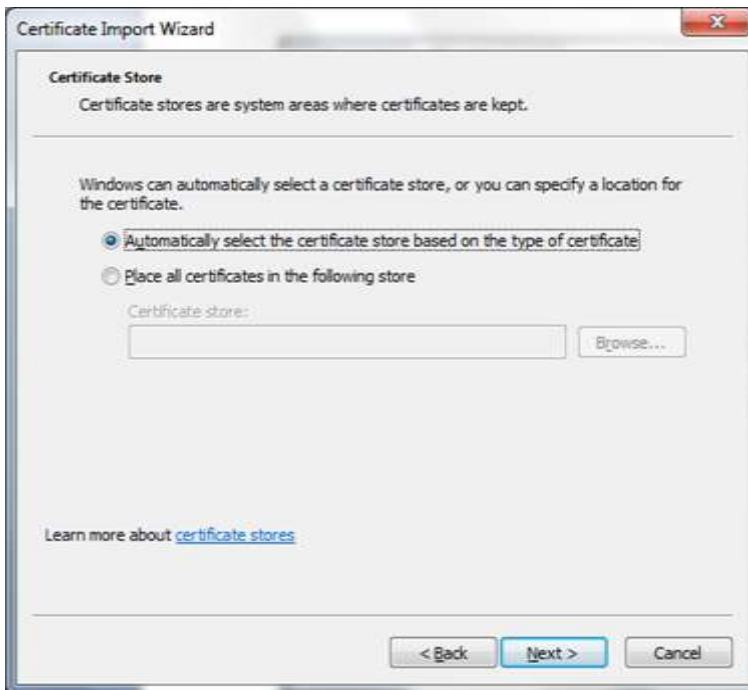 Certificate Import Wizard
Certificate Store
Certificate stores are system areas where certificates are kept.
Windows can automatically select a certificate store, or you can specify a location for
the certificate.
Automatically select the certificate store based on the type of certificate
Place all certificates in the following store
Certificate store:
Browse...
Learn more about certificate stores
< Back
Next >
Cancel